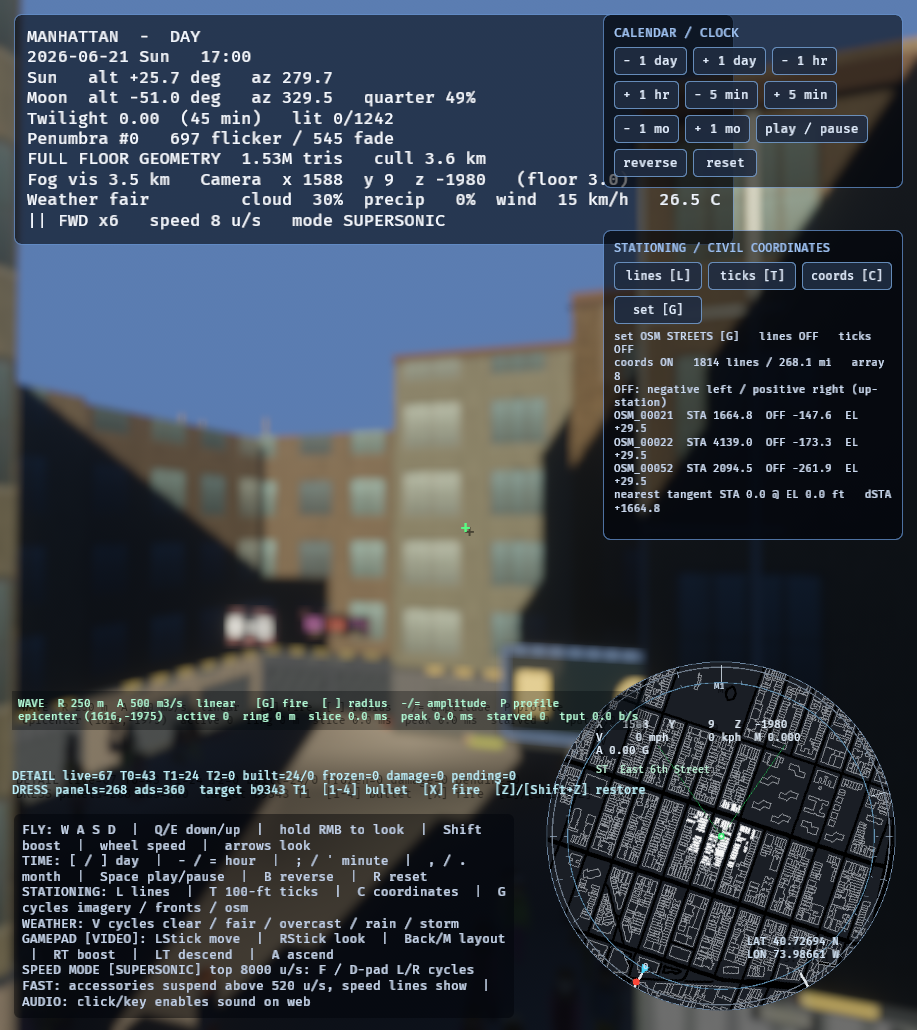 MANHATTAN  -  DAY
2026-06-21 Sun   17:00
Sun   alt +25.7 deg   az 279.7
Moon  alt -51.0 deg   az 329.5   quarter 49%
Twilight 0.00  (45 min)   lit 0/1242
Penumbra #0   697 flicker / 545 fade
FULL FLOOR GEOMETRY  1.53M tris   cull 3.6 km
Fog vis 3.5 km   Camera  x 1588  y 9  z -1980   (floor 3.0)
Weather fair         cloud  30%  precip   0%  wind  15 km/h   26.5 C
|| FWD x6   speed 8 u/s   mode SUPERSONIC
CALENDAR / CLOCK
- 1 day  + 1 day  - 1 hr
+ 1 hr  - 5 min  + 5 min
- 1 mo  + 1 mo  play / pause
reverse  reset
STATIONING / CIVIL COORDINATES
lines [L]  ticks [T]  coords [C]
set [G]
set OSM STREETS [G]   lines OFF   ticks
OFF
coords ON   1814 lines / 268.1 mi   array
8
OFF: negative left / positive right (up-
station)
OSM_00021  STA 1664.8  OFF -147.6  EL
+29.5
OSM_00022  STA 4139.0  OFF -173.3  EL
+29.5
OSM_00052  STA 2094.5  OFF -261.9  EL
+29.5
nearest tangent STA 0.0 @ EL 0.0 ft   dSTA
+1664.8
WAVE  R 250 m  A 500 m3/s  linear   [G] fire  [ ] radius  -/= amplitude  P profile
epicenter (1616,-1975)  active 0  ring 0 m  slice 0.0 ms  peak 0.0 ms  starved 0  tput 0.0 b/s
DETAIL live=67 T0=43 T1=24 T2=0 built=24/0 frozen=0 damage=0 pending=0
DRESS panels=268 ads=360  target b9343 T1  [1-4] bullet  [X] fire  [Z]/[Shift+Z] restore
FLY: W A S D  |  Q/E down/up  |  hold RMB to look  |  Shift
boost  |  wheel speed  |  arrows look
TIME: [ / ] day  |  - / = hour  |  ; / ' minute  |  , / .
month  |  Space play/pause  |  B reverse  |  R reset
STATIONING: L lines  |  T 100-ft ticks  |  C coordinates  |  G
cycles imagery / fronts / osm
WEATHER: V cycles clear / fair / overcast / rain / storm
GAMEPAD [VIDEO]: LStick move  |  RStick look  |  Back/M layout
|  RT boost  |  LT descend  |  A ascend
SPEED MODE [SUPERSONIC] top 8000 u/s: F / D-pad L/R cycles
FAST: accessories suspend above 520 u/s, speed lines show  |
AUDIO: click/key enables sound on web
X  1588  Y  9  Z  -1980
V  0 mph  0 kph  M 0.000
A 0.00 G
ST  East 6th Street
LAT 40.72694 N
LON 73.98661 W